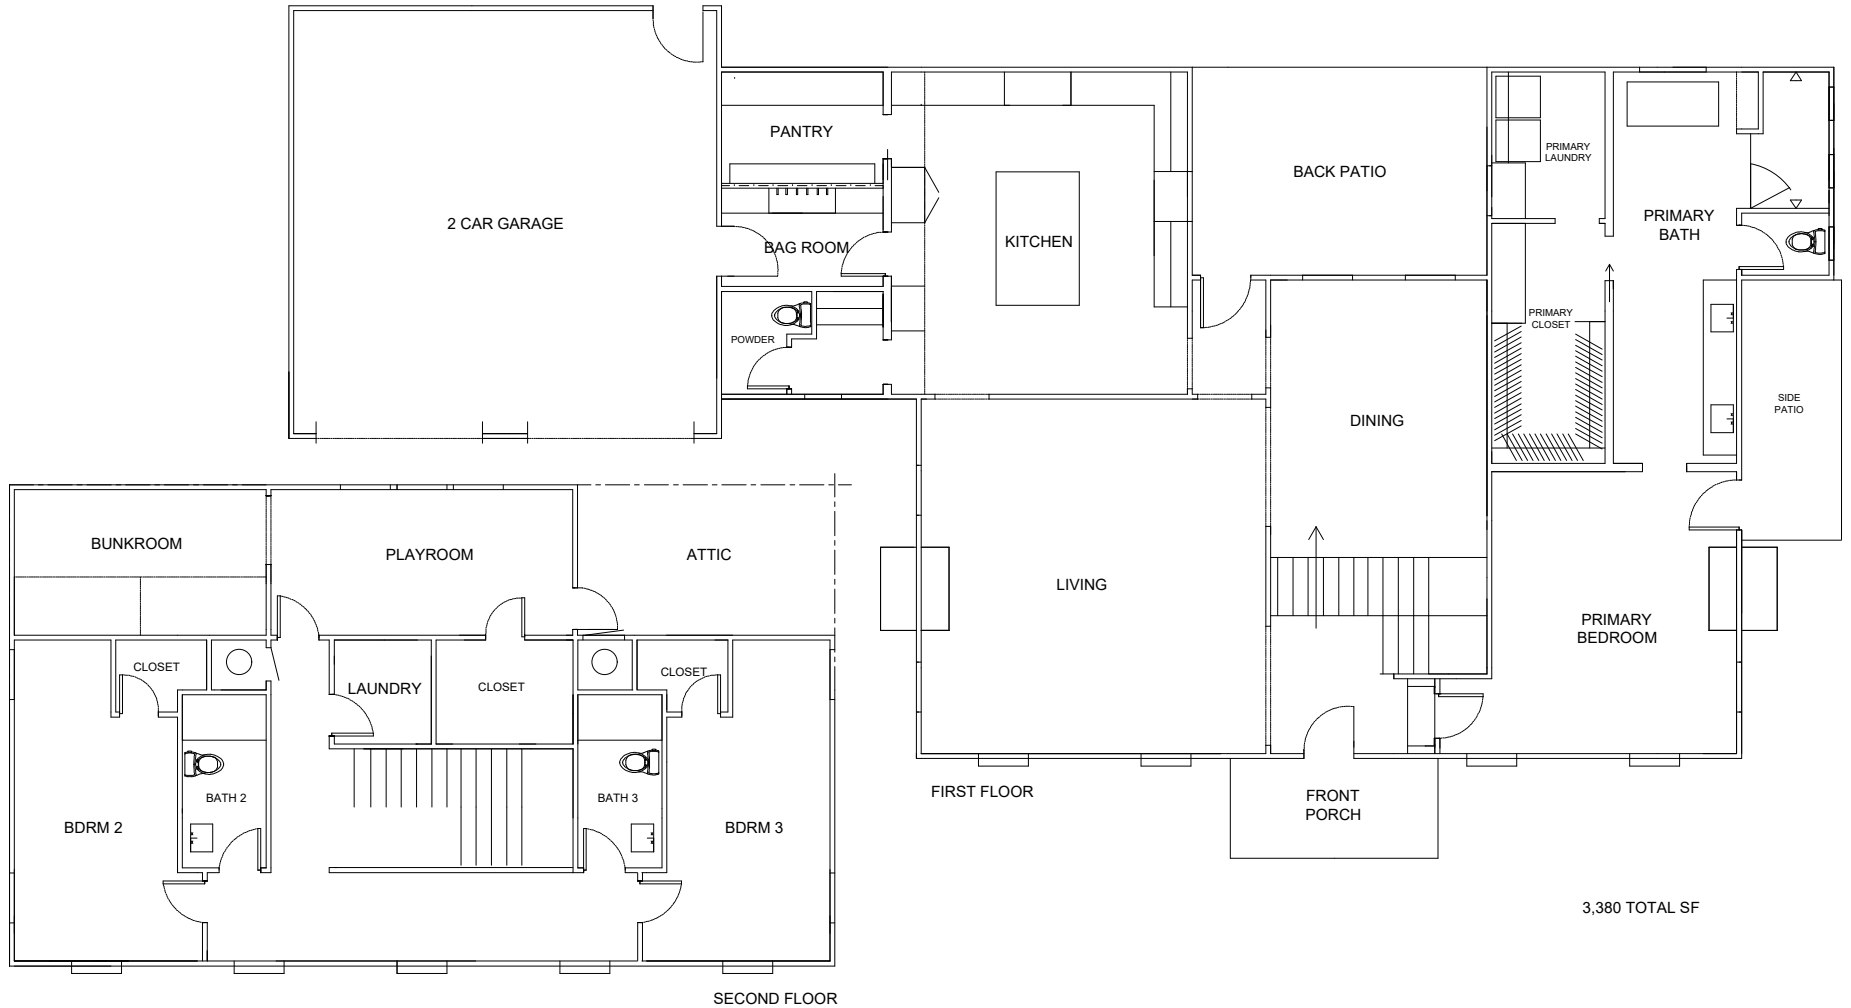 2 CAR GARAGE
PANTRY
BAG ROOM
POWDER
KITCHEN
BACK PATIO
PRIMARY
LAUNDRY
PRIMARY
BATH
PRIMARY
CLOSET
SIDE
PATIO
DINING
LIVING
PRIMARY
BEDROOM
FRONT
PORCH
FIRST FLOOR
BUNKROOM
PLAYROOM
ATTIC
CLOSET
LAUNDRY
CLOSET
CLOSET
BATH 2
BATH 3
BDRM 2
BDRM 3
SECOND FLOOR
3,380 TOTAL SF